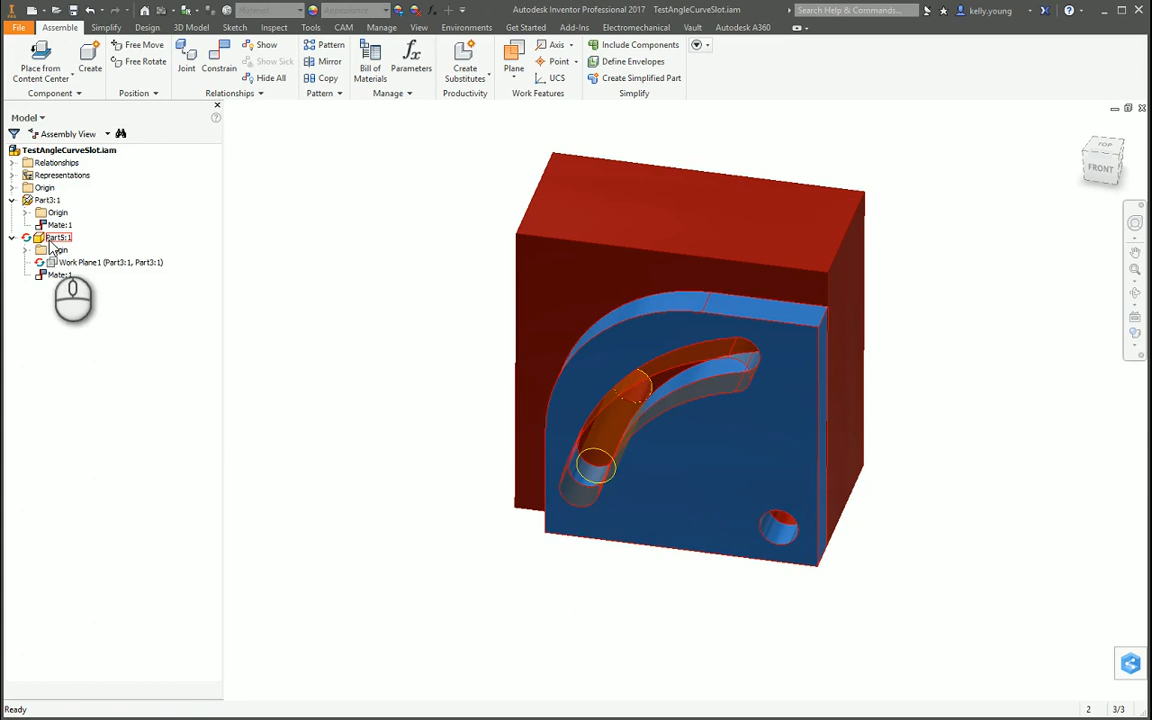 Material
Appearance
Autodesk Inventor Professional 2017
TestAngleCurveSlot.iam
Search Help & Commands...
kelly.young
File
Assemble
Simplify
Design
3D Model
Sketch
Inspect
Tools
CAM
Manage
View
Environments
Get Started
Add-Ins
Electromechanical
Vault
Autodesk A360
Place from
Content Center
Create
Free Move
Free Rotate
Joint
Constrain
Show
Show Sick
Hide All
Pattern
Mirror
Copy
Bill of
Materials
Parameters
Create
Substitutes
Plane
Axis
Point
UCS
Include Components
Define Envelopes
Create Simplified Part
Component
Position
Relationships
Pattern
Manage
Productivity
Work Features
Simplify
Model
Assembly View
TestAngleCurveSlot.iam
Relationships
Representations
Origin
Part3:1
Origin
Mate:1
Part5:1
Work Plane1 (Part3:1, Part3:1)
Mate:1
TOP
FRONT
Ready
2
3/3